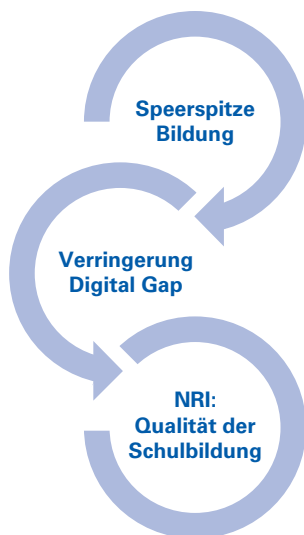 Speerspitze
Bildung
Verringerung
Digital Gap
NRI:
Qualität der
Schulbildung